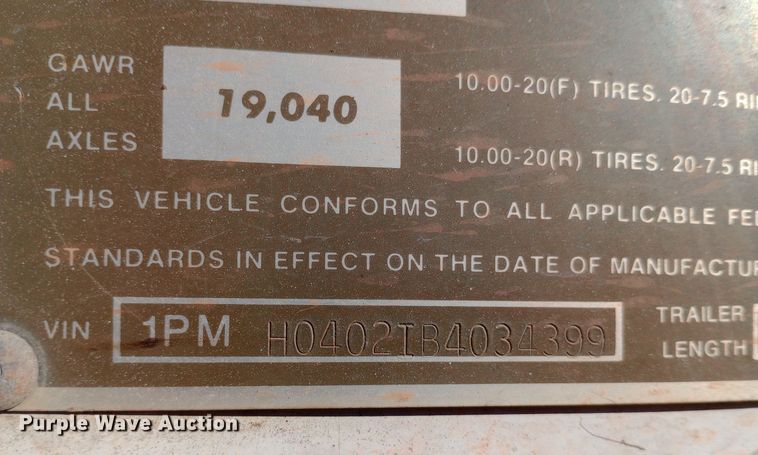 GAWR
ALL
AXLES
19,040
10.00-20(F) TIRES. 20-7.5
10.00-20(R) TIRES. 20-7.5
THIS VEHICLE CONFORMS TO ALL APPLICABLE
STANDARDS IN EFFECT ON THE DATE OF
VIN 1PM H0402IB4034399
TRAILER
LENGTH
Purple Wave Auction